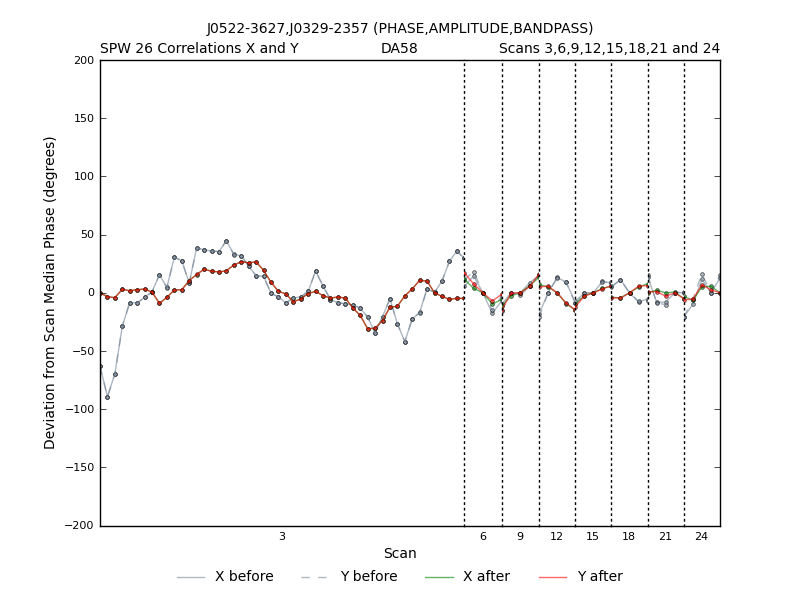 J0522-3627,J0329-2357 (PHASE,AMPLITUDE,BANDPASS)
SPW 26 Correlations X and Y DA58 Scans 3,6,9,12,15,18,21 and 24
Deviation from Scan Median Phase (degrees)
200
150
100
50
0
−50
−100
−150
−200
3 6 9 12 15 18 21 24
Scan
X before Y before X after Y after